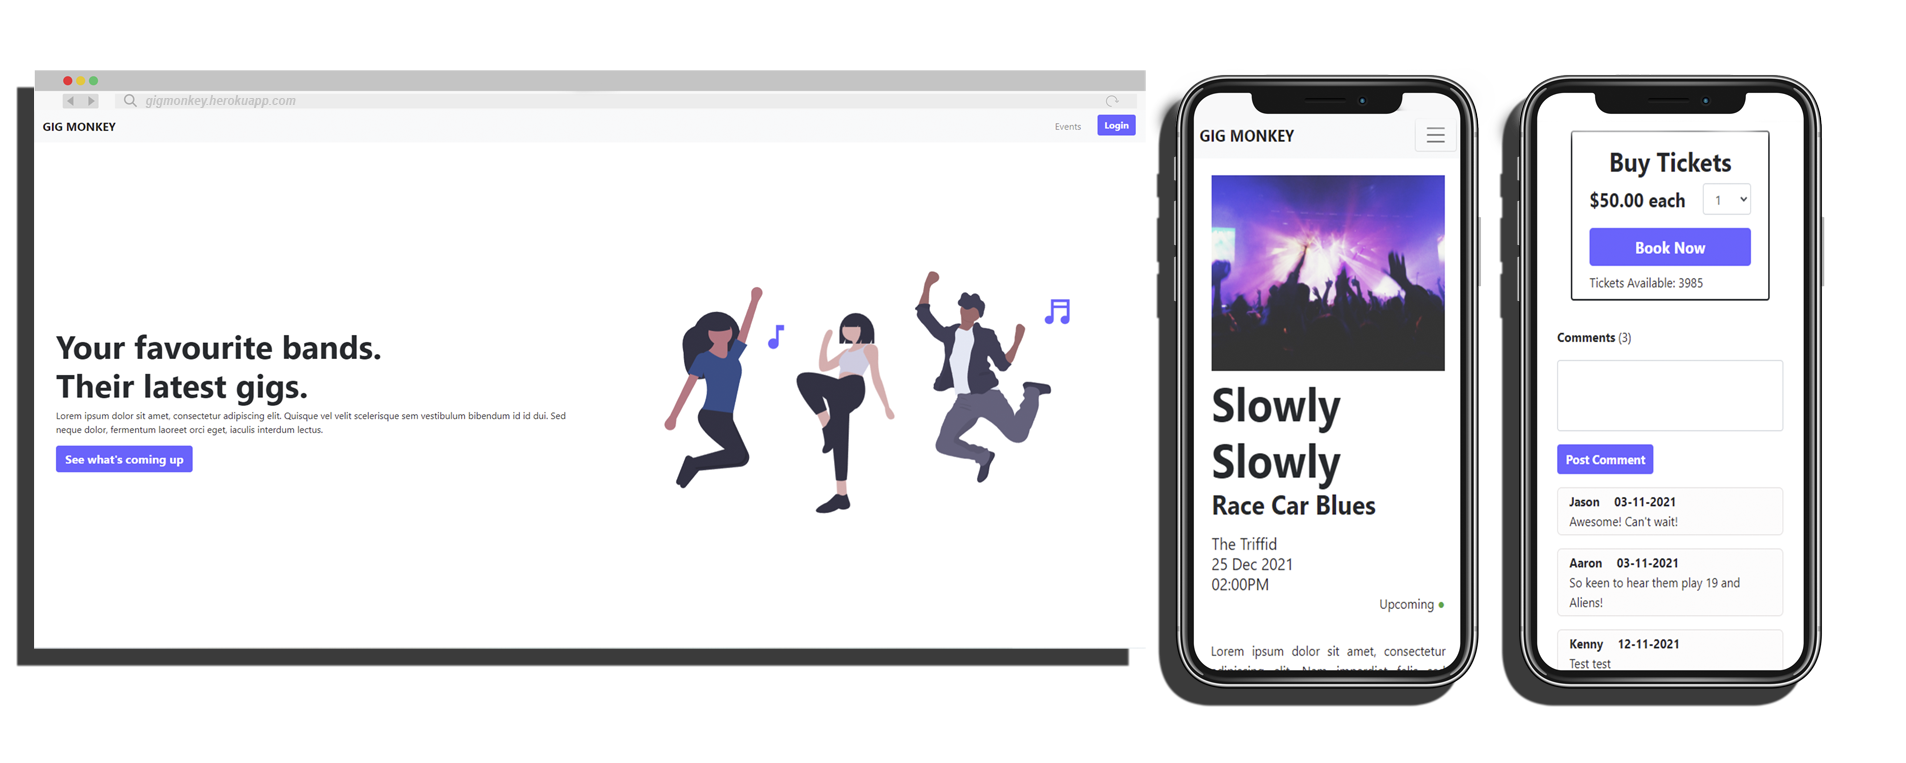 gigmonkey.herokuapp.com
GIG MONKEY
Events
Login
Your favourite bands.
Their latest gigs.
Lorem ipsum dolor sit amet, consectetur adipiscing elit. Quisque vel velit scelerisque sem vestibulum bibendum id id dui. Sed
neque dolor, fermentum laoreet orci eget, iaculis interdum lectus.
See what's coming up
GIG MONKEY
Slowly
Slowly
Race Car Blues
The Triffid
25 Dec 2021
02:00PM
Upcoming
Lorem ipsum dolor sit amet, consectetur
Buy Tickets
$50.00 each
1
Book Now
Tickets Available: 3985
Comments (3)
Post Comment
Jason 03-11-2021
Awesome! Can't wait!
Aaron 03-11-2021
So keen to hear them play 19 and
Aliens!
Kenny 12-11-2021
Test test